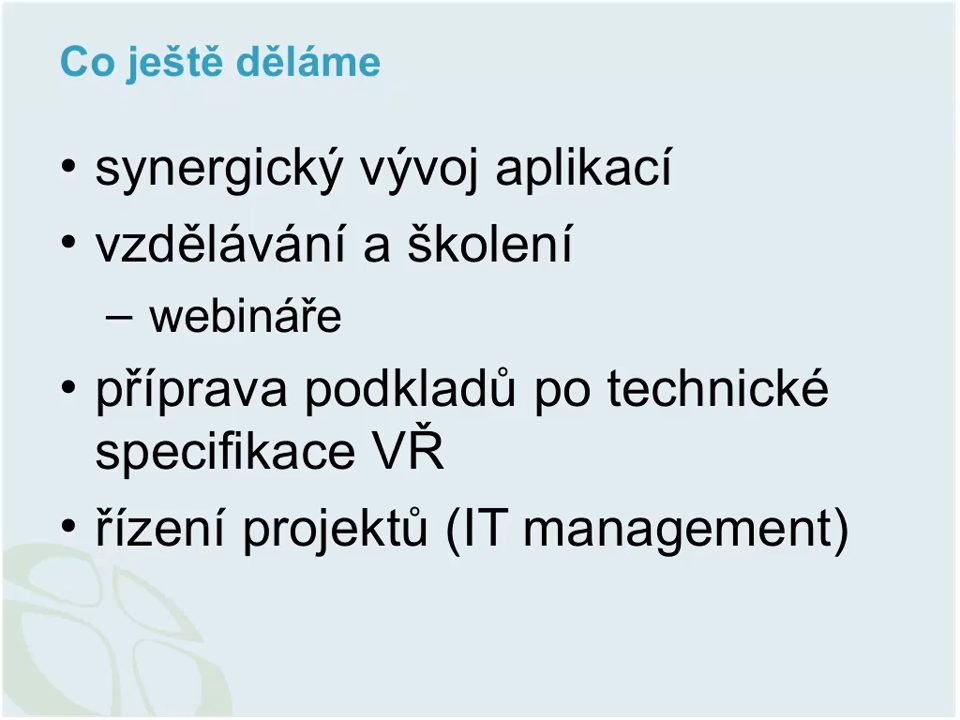 Co ještě děláme
• synergický vývoj aplikací
• vzdělávání a školení
– webináře
• příprava podkladů po technické
specifikace VŘ
• řízení projektů (IT management)